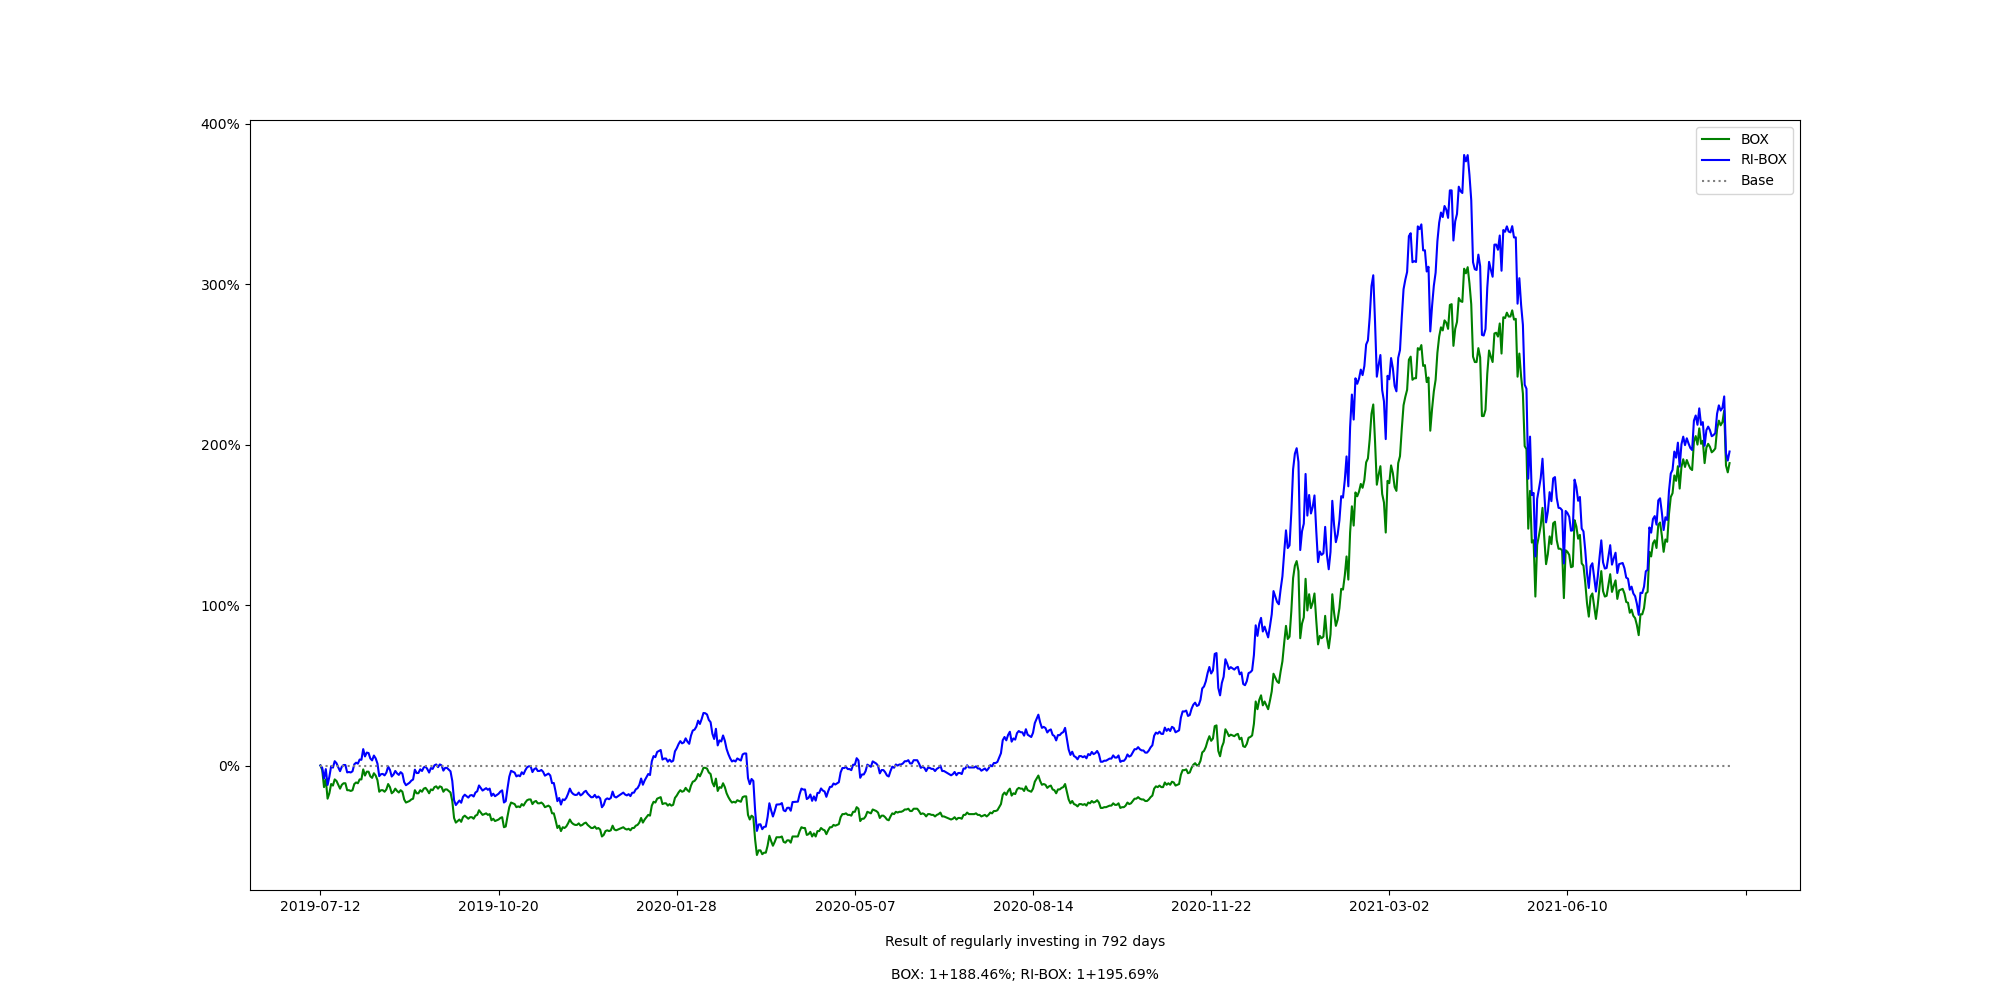 400%
300%
200%
100%
0%
BOX
RI-BOX
Base
2019-07-12 2019-10-20 2020-01-28 2020-05-07 2020-08-14 2020-11-22 2021-03-02 2021-06-10
Result of regularly investing in 792 days
BOX: 1+188.46%; RI-BOX: 1+195.69%